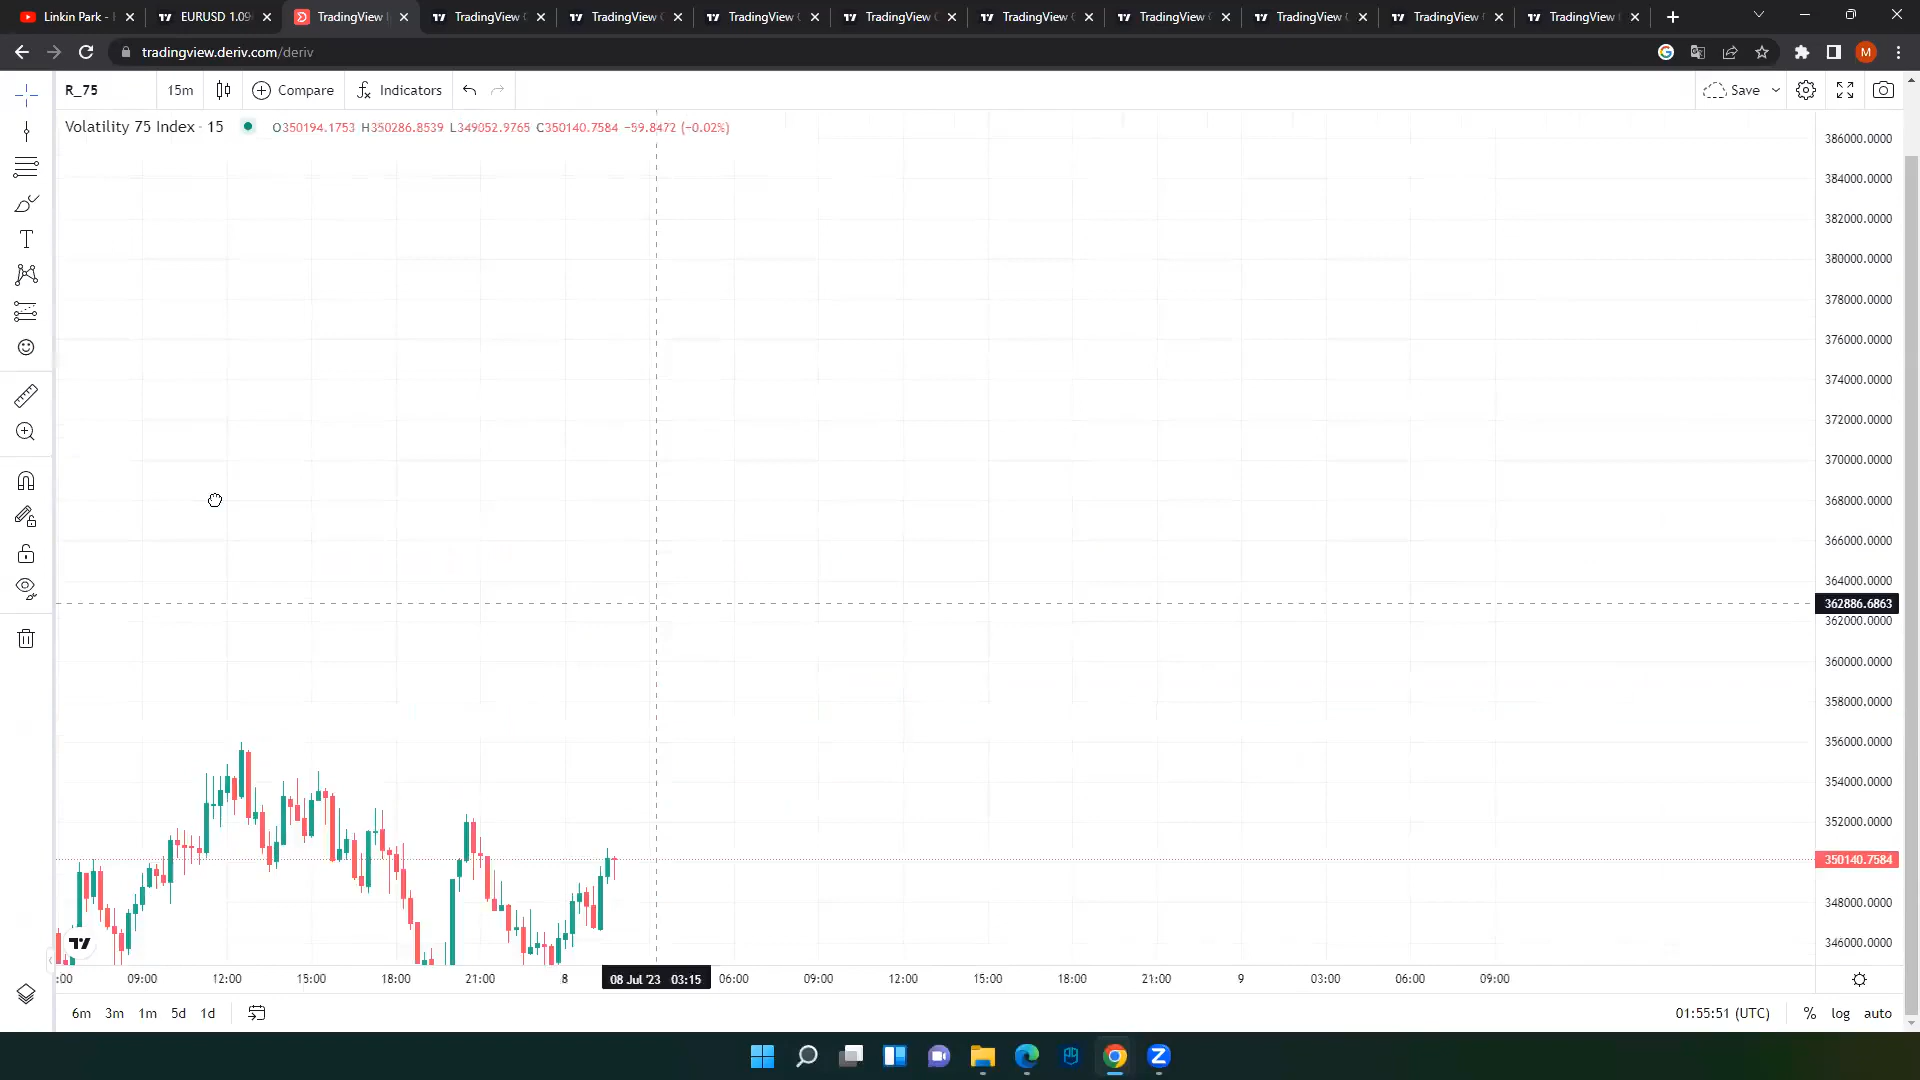 Linkin Park -
EURUSD 1.09
TradingView
TradingView
TradingView
TradingView
TradingView
TradingView
TradingView
TradingView
TradingView
TradingView
tradingview.deriv.com/deriv
M
R_75
15m
Compare
Indicators
Save
Volatility 75 Index · 15
O350194.1753 H350286.8539 L349052.9765 C350140.7584 −59.8472 (−0.02%)
386000.0000
384000.0000
382000.0000
380000.0000
378000.0000
376000.0000
374000.0000
372000.0000
370000.0000
368000.0000
366000.0000
364000.0000
362886.6863
362000.0000
360000.0000
358000.0000
356000.0000
354000.0000
352000.0000
350140.7584
348000.0000
346000.0000
:00 09:00 12:00 15:00 18:00 21:00 8 08 Jul '23 03:15 06:00 09:00 12:00 15:00 18:00 21:00 9 03:00 06:00 09:00
6m 3m 1m 5d 1d
01:55:51 (UTC) % log auto